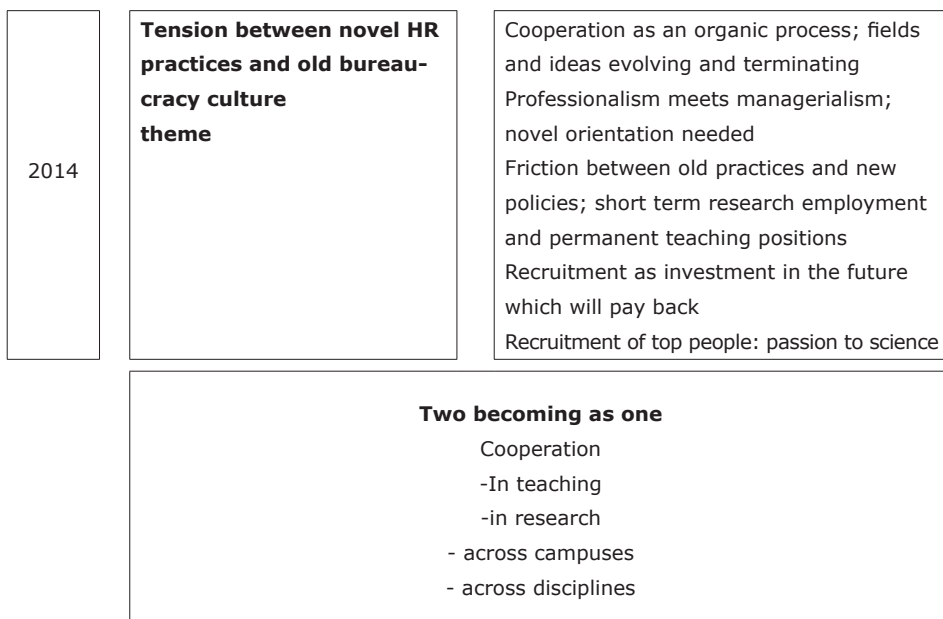 2014
Tension between novel HR
practices and old bureau-
cracy culture
theme
Cooperation as an organic process; fields
and ideas evolving and terminating
Professionalism meets managerialism;
novel orientation needed
Friction between old practices and new
policies; short term research employment
and permanent teaching positions
Recruitment as investment in the future
which will pay back
Recruitment of top people: passion to science
Two becoming as one
Cooperation
-In teaching
-in research
- across campuses
- across disciplines